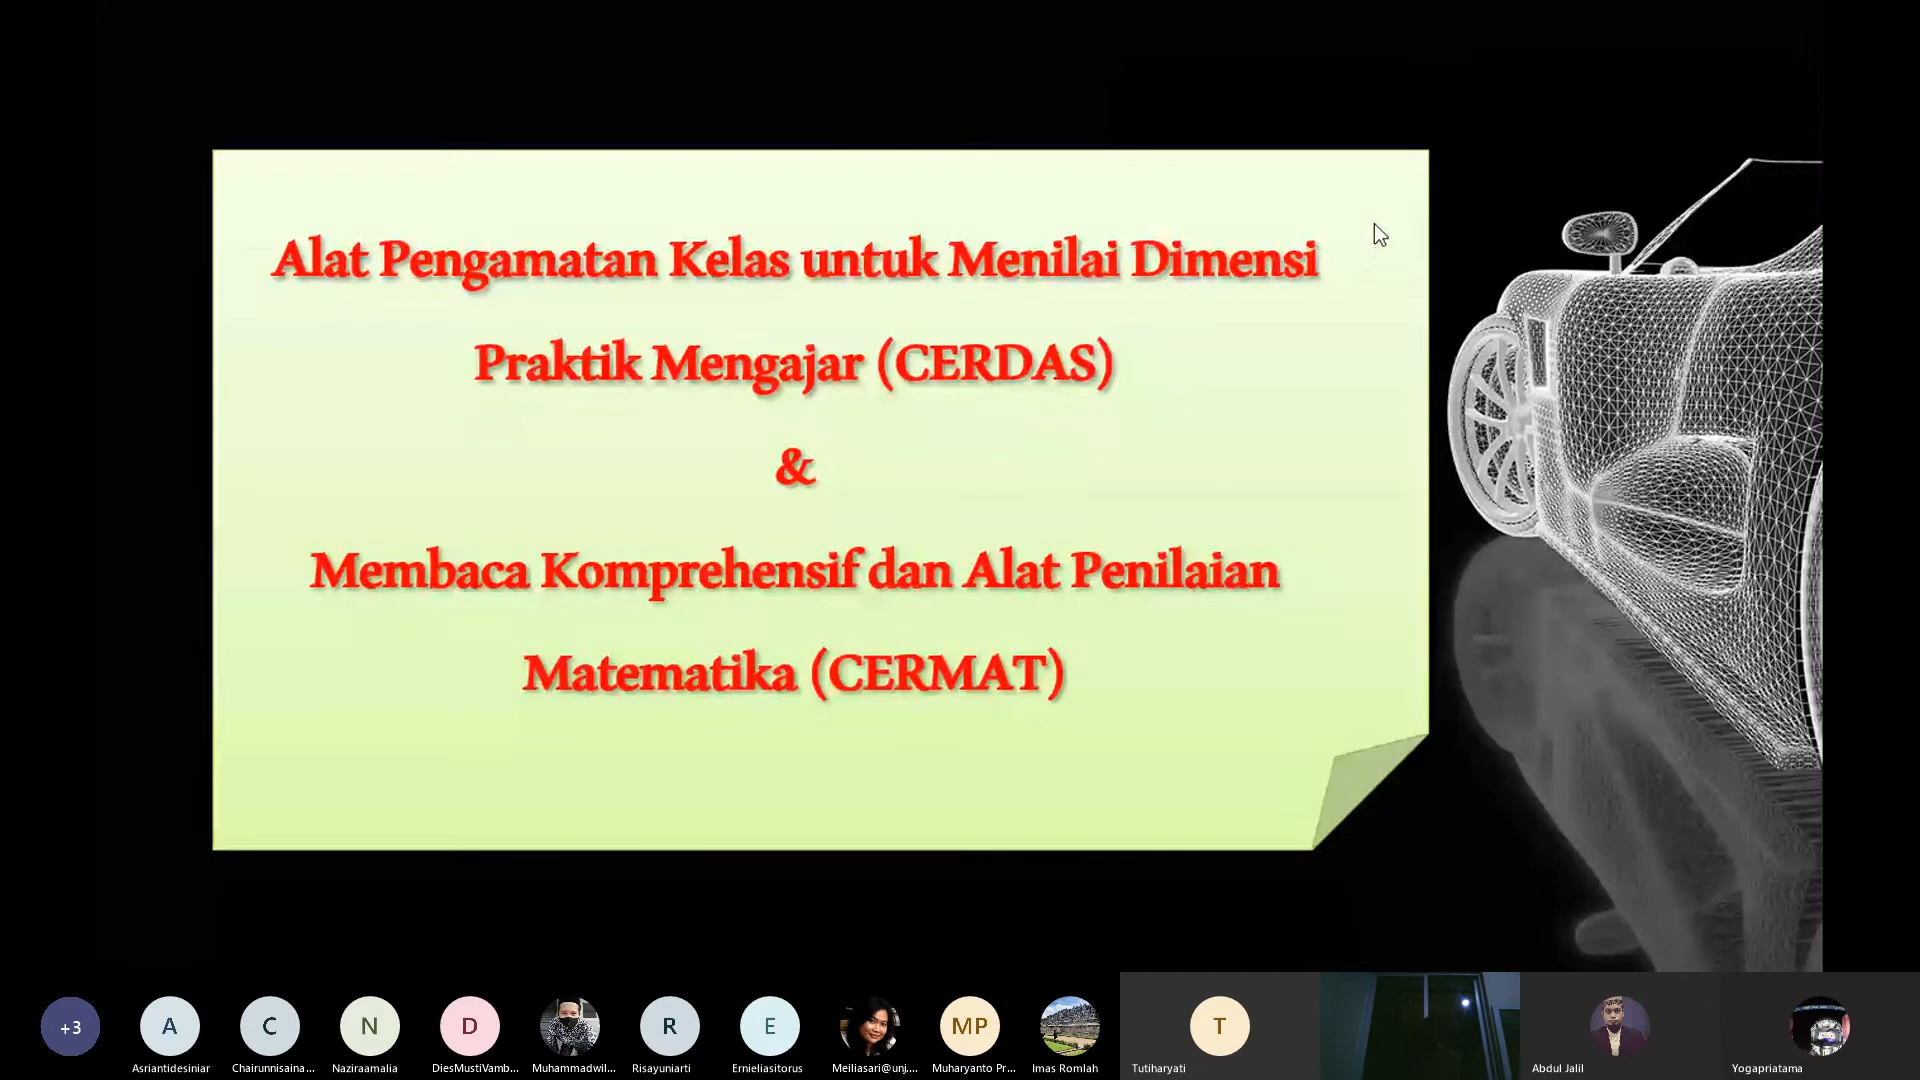 Alat Pengamatan Kelas untuk Menilai Dimensi
Praktik Mengajar (CERDAS)
&
Membaca Komprehensif dan Alat Penilaian
Matematika (CERMAT)
+3
A
C
N
D
R
E
MP
T
Asriantidesiniar
Chairunnisaina...
Naziraamalia
DiesMustiVamb...
Muhammadwil...
Risayuniarti
Ernieliasitorus
Meiliasari@unj....
Muharyanto Pr...
Imas Romlah
Tutiharyati
Abdul Jalil
Yogapriatama